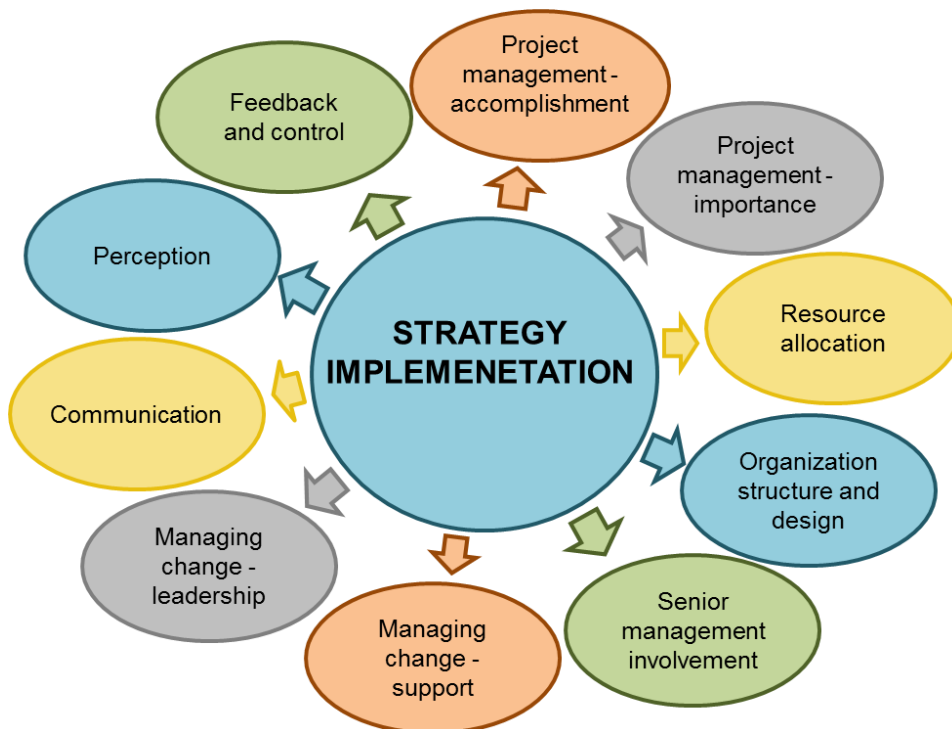 Project
management -
accomplishment
Feedback
and control
Project
management -
importance
Perception
Resource
allocation
STRATEGY
IMPLEMENETATION
Communication
Organization
structure and
design
Managing
change -
leadership
Senior
management
involvement
Managing
change -
support